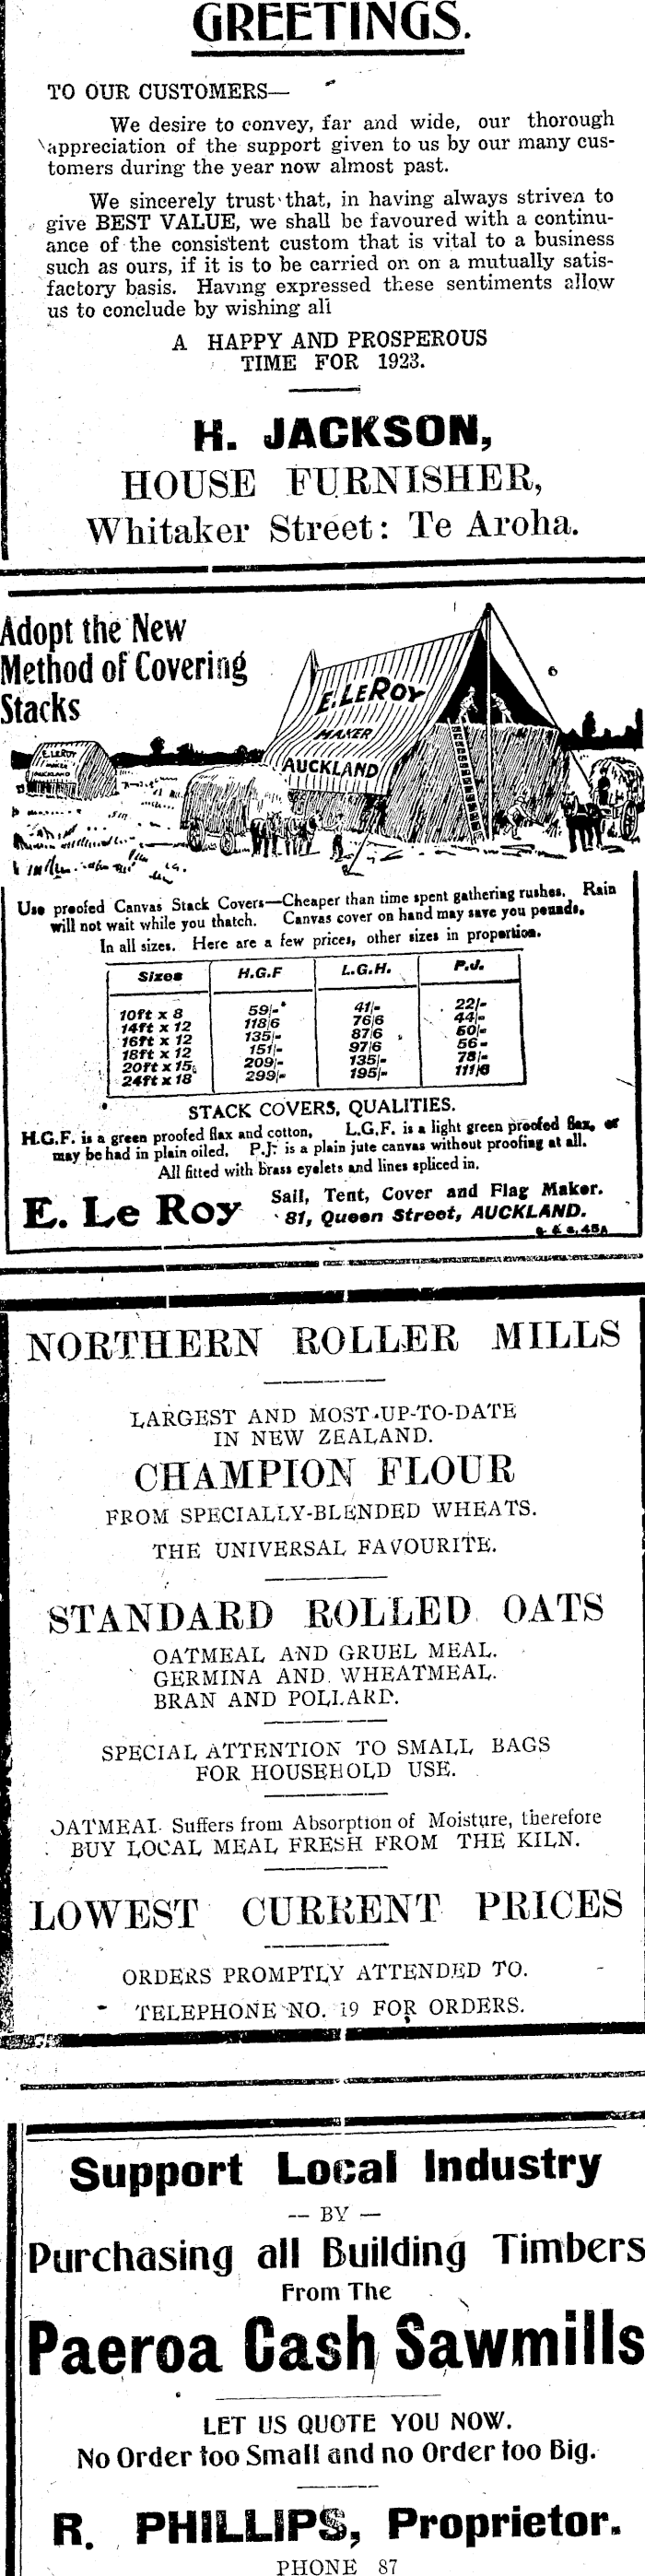 GREETINGS.
TO OUR CUSTOMERS—
We desire to convey, far and wide, our thorough
appreciation of the support given to us by our many cus-
tomers during the year now almost past.
We sincerely trust that, in having always striven to
give BEST VALUE, we shall be favoured with a continu-
ance of the consistent custom that is vital to a business
such as ours, if it is to be carried on on a mutually satis-
factory basis. Having expressed these sentiments allow
us to conclude by wishing all
A HAPPY AND PROSPEROUS
TIME FOR 1923.
H. JACKSON,
HOUSE FURNISHER,
Whitaker Street: Te Aroha.
Adopt the New
Method of Covering
Stacks
E. LEROY
MAKER
AUCKLAND
E. LEROY
MAKER
AUCKLAND
Use proofed Canvas Stack Covers—Cheaper than time spent gathering rushes. Rain
will not wait while you thatch. Canvas cover on hand may save you pounds.
In all sizes. Here are a few prices, other sizes in proportion.
Sizes H.G.F L.G.H. P.J.
10ft x 8 59/- 41/- 22/-
14ft x 12 118/6 76/6 44/-
16ft x 12 135/- 87/6 50/-
18ft x 12 151/- 97/6 56-
20ft x 15 209/- 135/- 78/-
24ft x 18 299/- 195/- 111/6
STACK COVERS, QUALITIES.
H.G.F. is a green proofed flax and cotton, L.G.F. is a light green proofed flax, or
may be had in plain oiled. P.J. is a plain jute canvas without proofing at all.
All fitted with brass eyelets and lines spliced in.
E. Le Roy
Sail, Tent, Cover and Flag Maker.
81, Queen Street, AUCKLAND.
NORTHERN ROLLER MILLS
LARGEST AND MOST-UP-TO-DATE
IN NEW ZEALAND.
CHAMPION FLOUR
FROM SPECIALLY-BLENDED WHEATS.
THE UNIVERSAL FAVOURITE.
STANDARD ROLLED OATS
OATMEAL AND GRUEL MEAL.
GERMINA AND WHEATMEAL.
BRAN AND POLLARD.
SPECIAL ATTENTION TO SMALL BAGS
FOR HOUSEHOLD USE.
OATMEAL Suffers from Absorption of Moisture, therefore
BUY LOCAL MEAL FRESH FROM THE KILN.
LOWEST CURRENT PRICES
ORDERS PROMPTLY ATTENDED TO.
TELEPHONE NO. 19 FOR ORDERS.
Support Local Industry
— BY —
Purchasing all Building Timbers
From The
Paeroa Cash Sawmills
LET US QUOTE YOU NOW.
No Order too Small and no Order too Big.
R. PHILLIPS, Proprietor.
PHONE 87